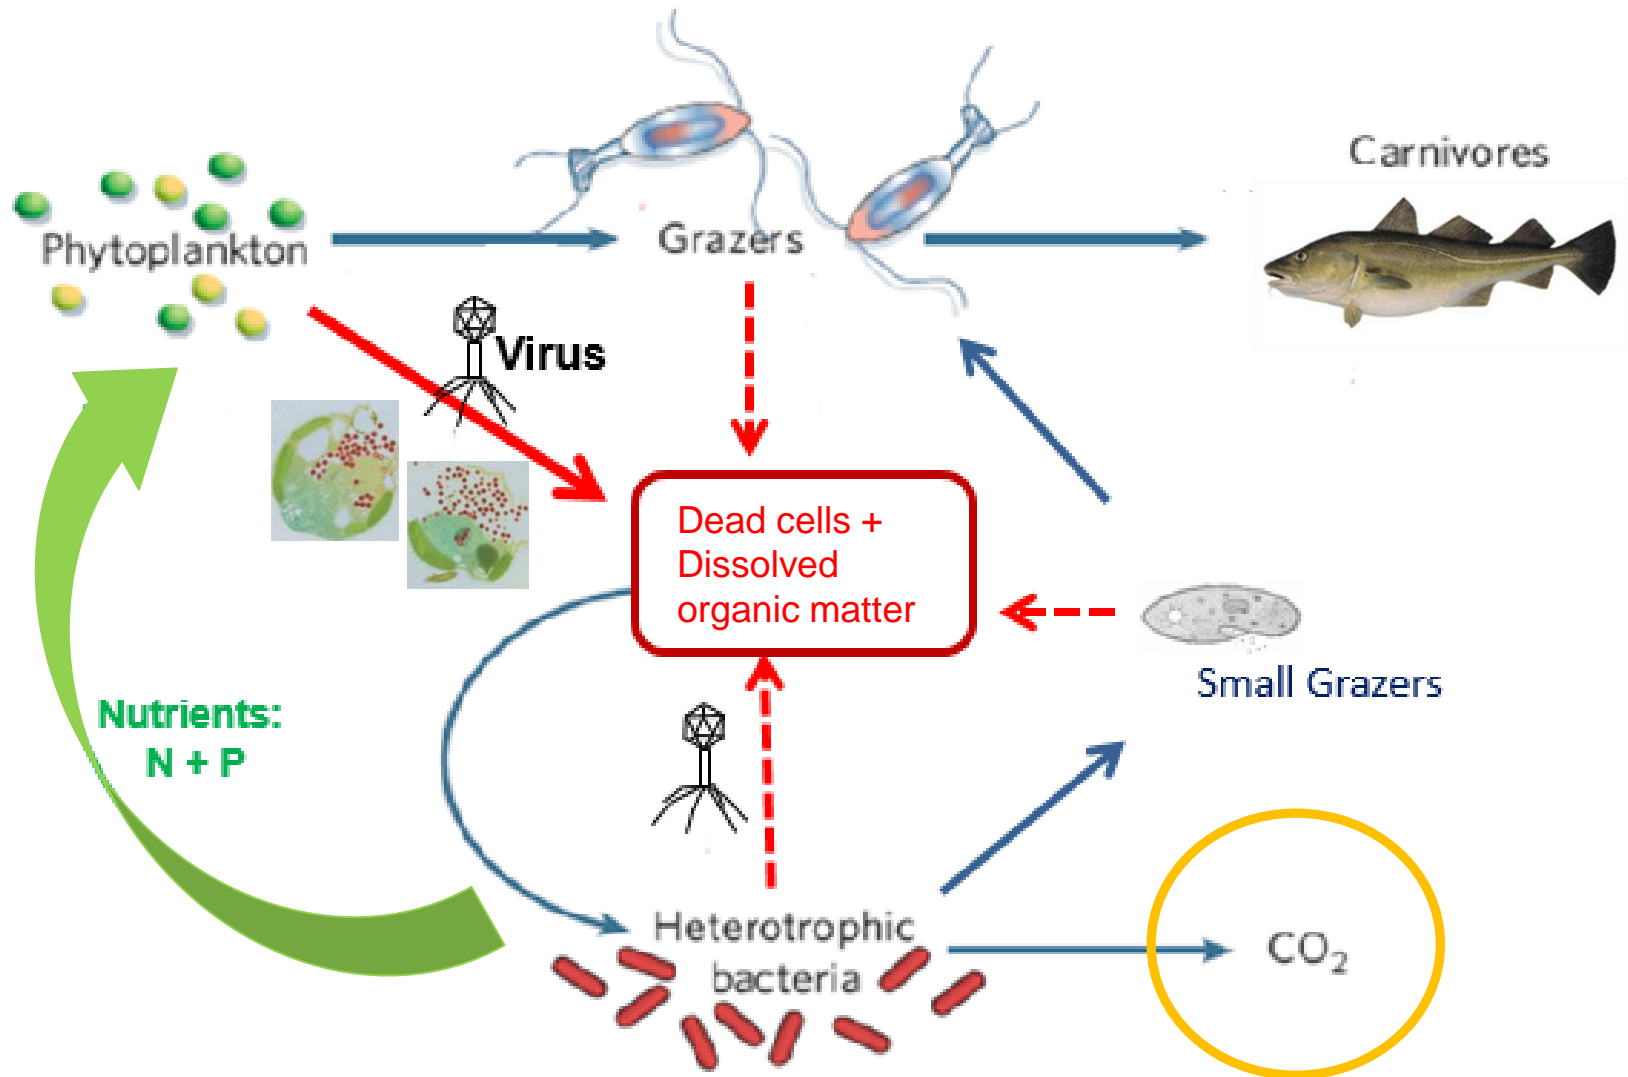 Carnivores
Phytoplankton
Grazers
Virus
Dead cells +
Dissolved
organic matter
Small Grazers
Nutrients:
N + P
Heterotrophic
bacteria
CO₂